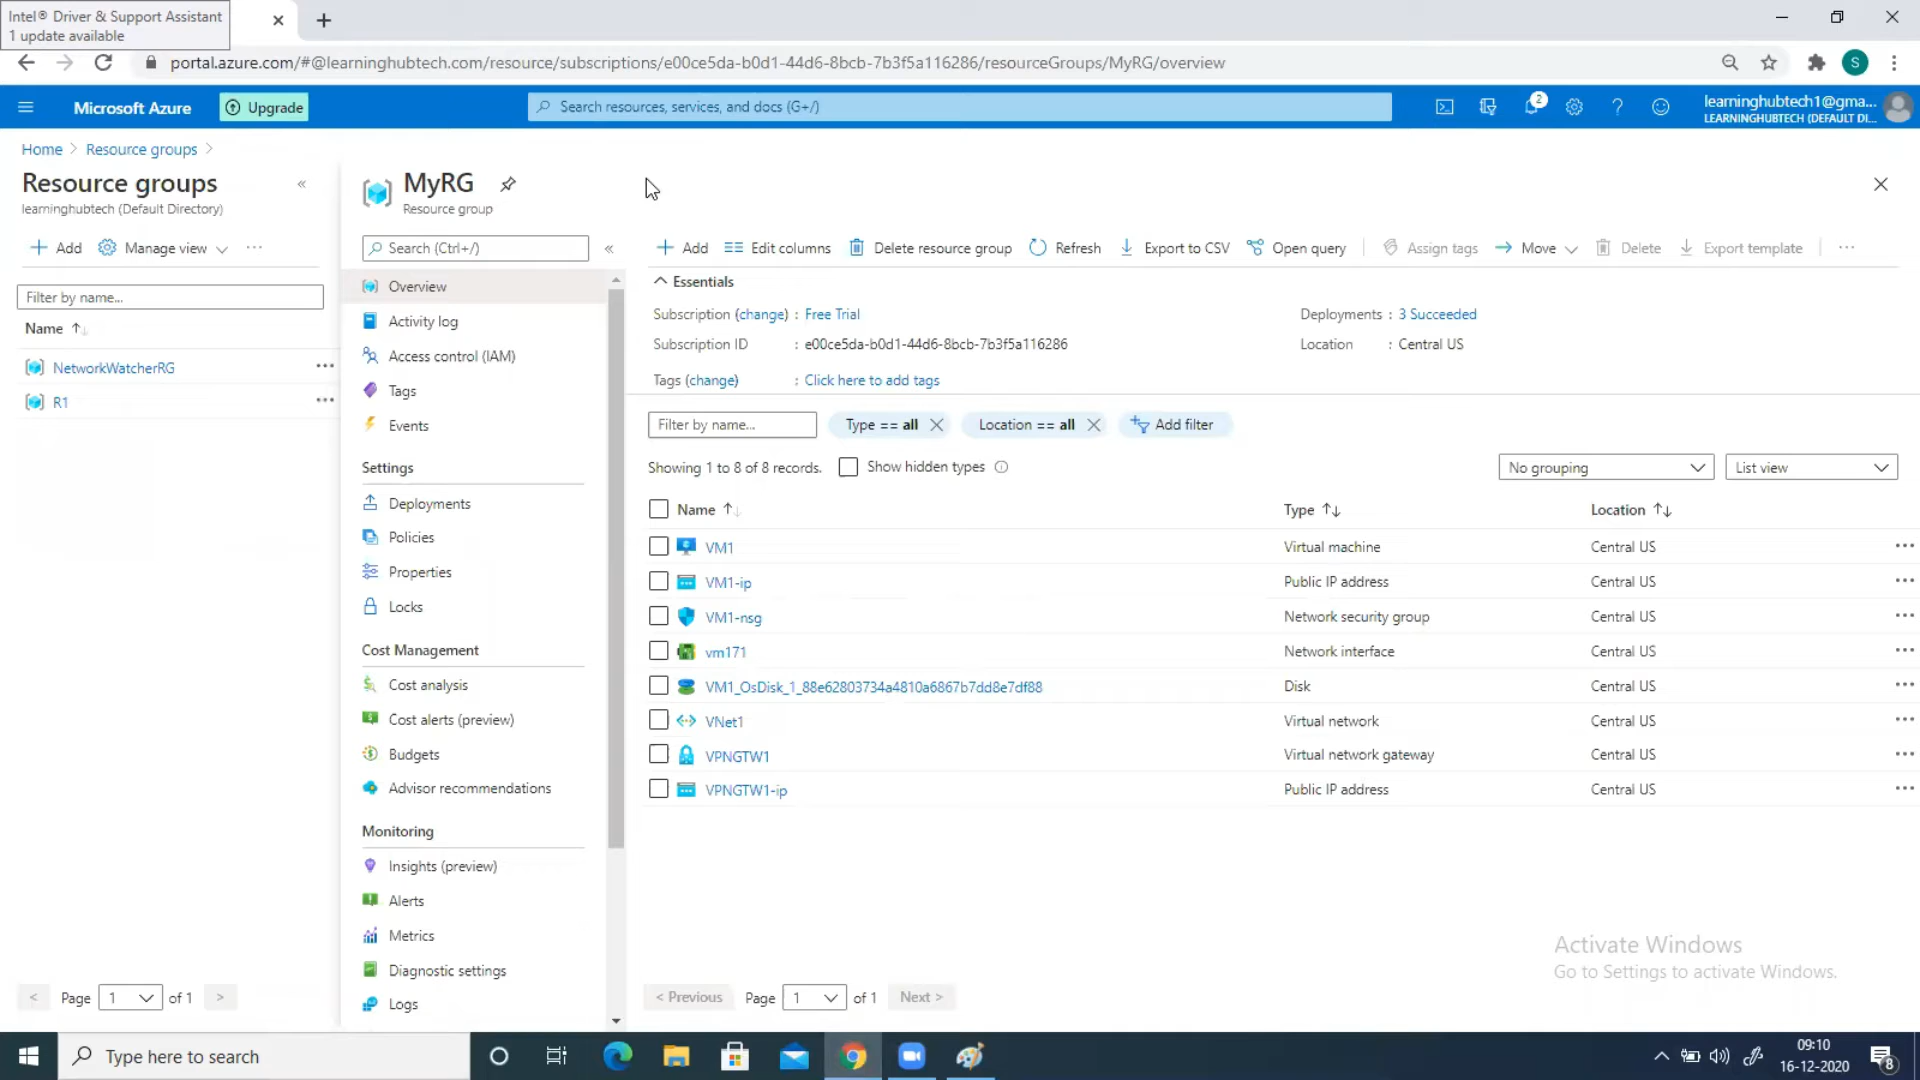 Intel® Driver & Support Assistant
1 update available
portal.azure.com/#@learninghubtech.com/resource/subscriptions/e00ce5da-b0d1-44d6-8bcb-7b3f5a116286/resourceGroups/MyRG/overview
S
Microsoft Azure
Upgrade
Search resources, services, and docs (G+/)
2
learninghubtech1@gma...
LEARNINGHUBTECH (DEFAULT DI...
Home > Resource groups >
Resource groups
learninghubtech (Default Directory)
Add
Manage view
Filter by name...
Name
NetworkWatcherRG
R1
< Page 1 of 1 >
MyRG
Resource group
Search (Ctrl+/)
Overview
Activity log
Access control (IAM)
Tags
Events
Settings
Deployments
Policies
Properties
Locks
Cost Management
Cost analysis
Cost alerts (preview)
Budgets
Advisor recommendations
Monitoring
Insights (preview)
Alerts
Metrics
Diagnostic settings
Logs
Add Edit columns Delete resource group Refresh Export to CSV Open query Assign tags Move Delete Export template
Essentials
Subscription (change) : Free Trial
Deployments : 3 Succeeded
Subscription ID : e00ce5da-b0d1-44d6-8bcb-7b3f5a116286
Location : Central US
Tags (change) : Click here to add tags
Filter by name... Type == all Location == all Add filter
Showing 1 to 8 of 8 records. Show hidden types
No grouping List view
Name Type Location
VM1 Virtual machine Central US
VM1-ip Public IP address Central US
VM1-nsg Network security group Central US
vm171 Network interface Central US
VM1_OsDisk_1_88e62803734a4810a6867b7dd8e7df88 Disk Central US
VNet1 Virtual network Central US
VPNGTW1 Virtual network gateway Central US
VPNGTW1-ip Public IP address Central US
Activate Windows
Go to Settings to activate Windows.
< Previous Page 1 of 1 Next >
Type here to search
09:10
16-12-2020
8